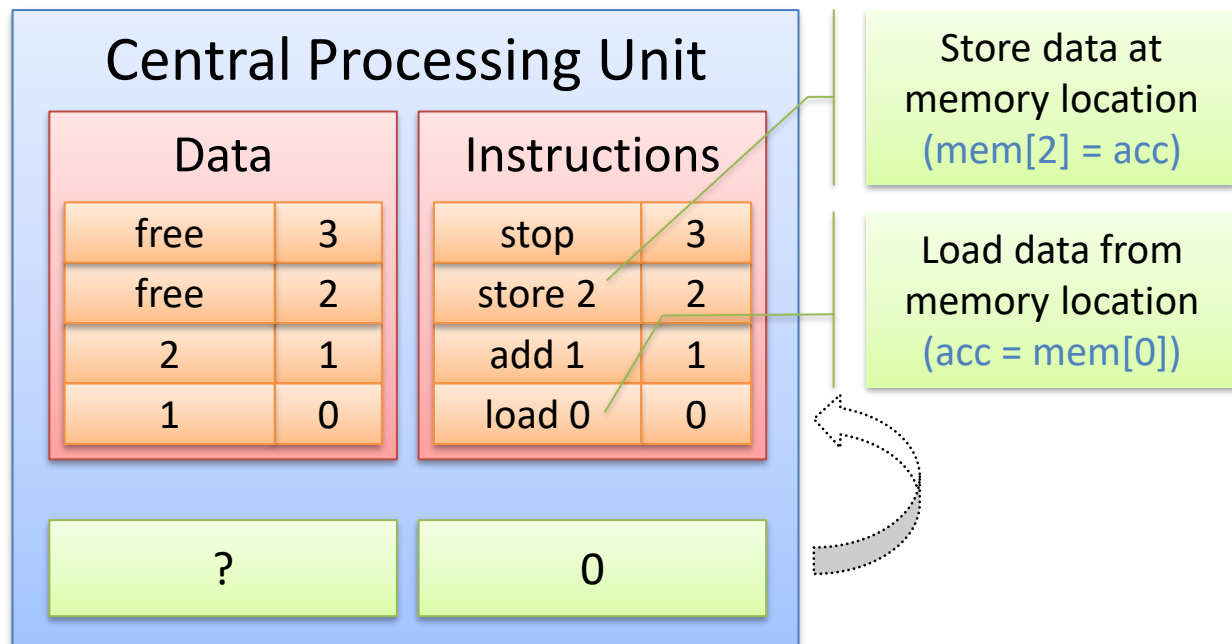 Central Processing Unit
Data
free 3
free 2
2 1
1 0
Instructions
stop 3
store 2 2
add 1 1
load 0 0
?
0
Store data at
memory location
(mem[2] = acc)
Load data from
memory location
(acc = mem[0])